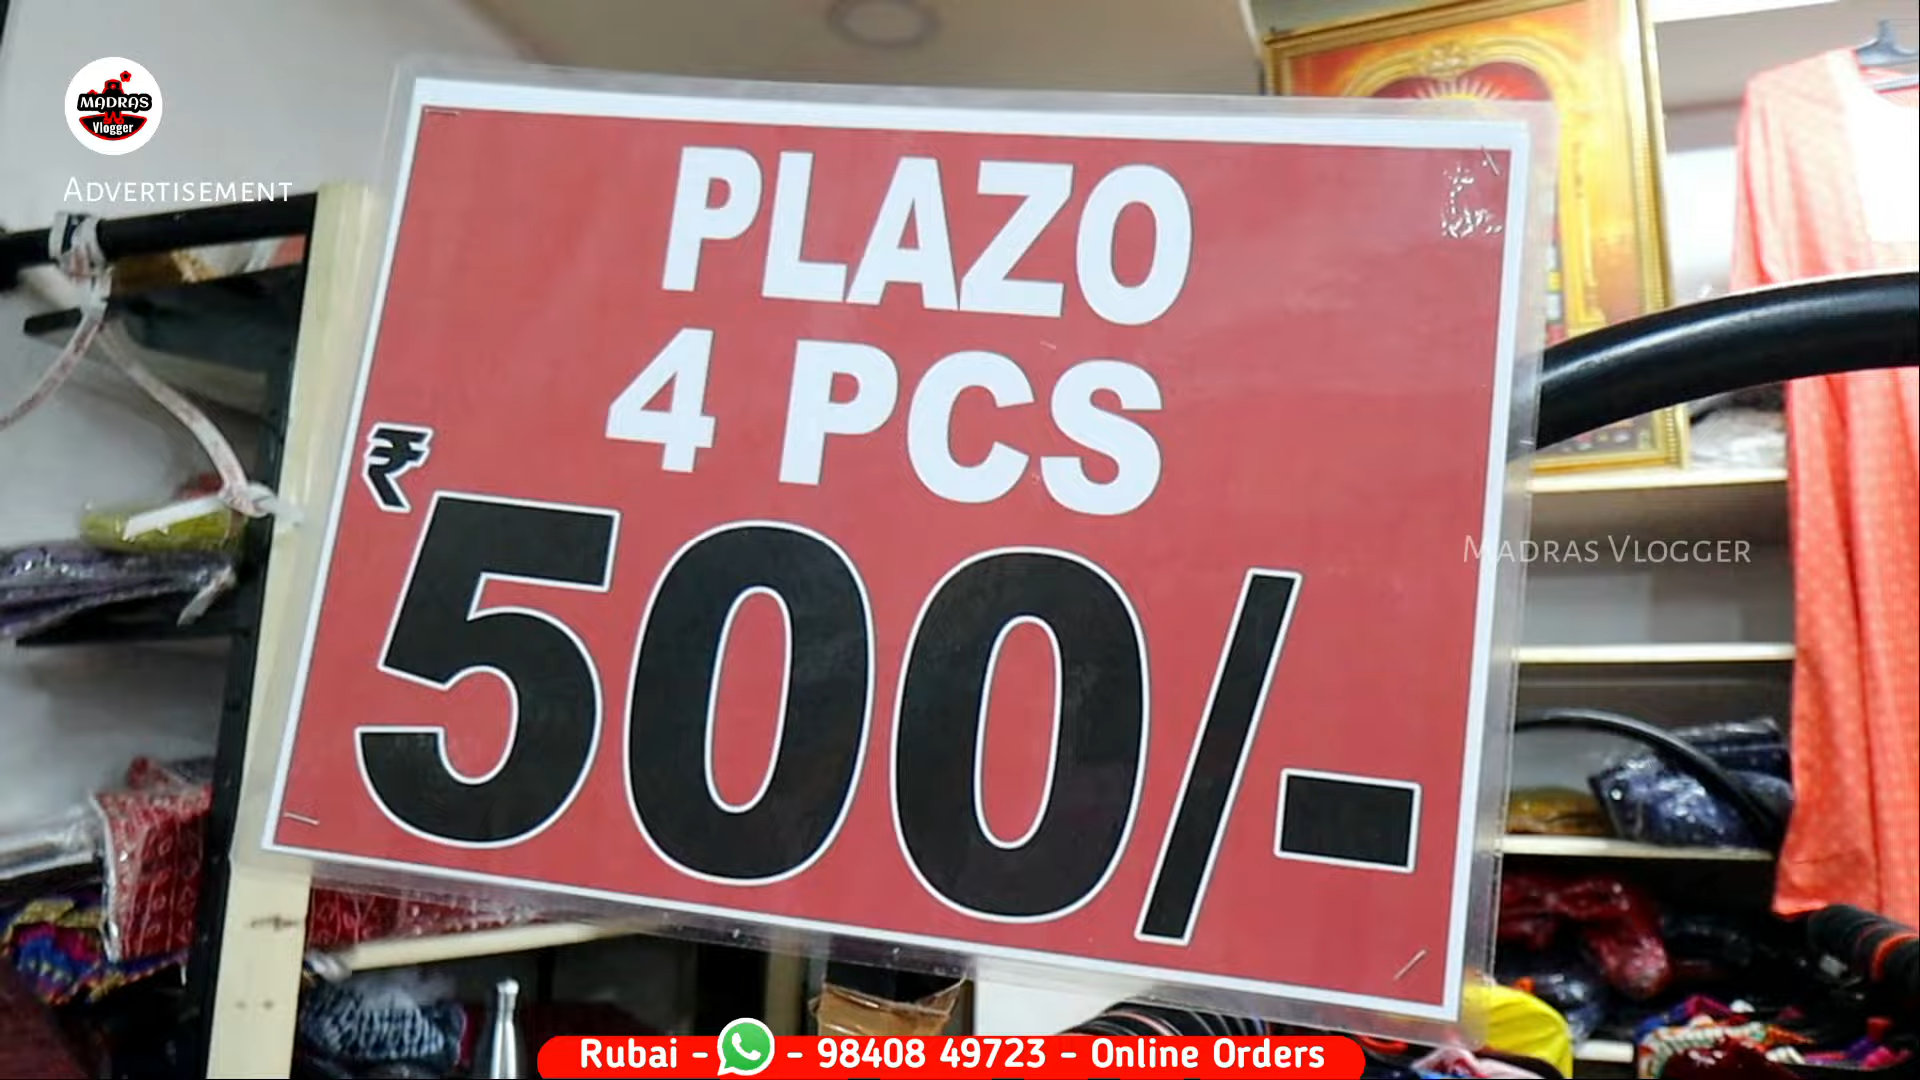 MADRAS
Vlogger
ADVERTISEMENT
PLAZO
4 PCS
₹
500/-
MADRAS VLOGGER
Rubai - - 98408 49723 - Online Orders